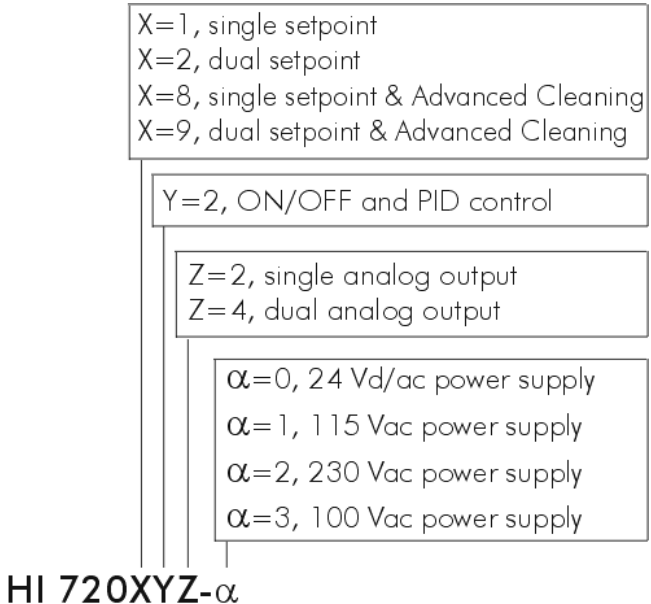 X=1, single setpoint
X=2, dual setpoint
X=8, single setpoint & Advanced Cleaning
X=9, dual setpoint & Advanced Cleaning
Y=2, ON/OFF and PID control
Z=2, single analog output
Z=4, dual analog output
α=0, 24 Vd/ac power supply
α=1, 115 Vac power supply
α=2, 230 Vac power supply
α=3, 100 Vac power supply
HI 720XYZ-α